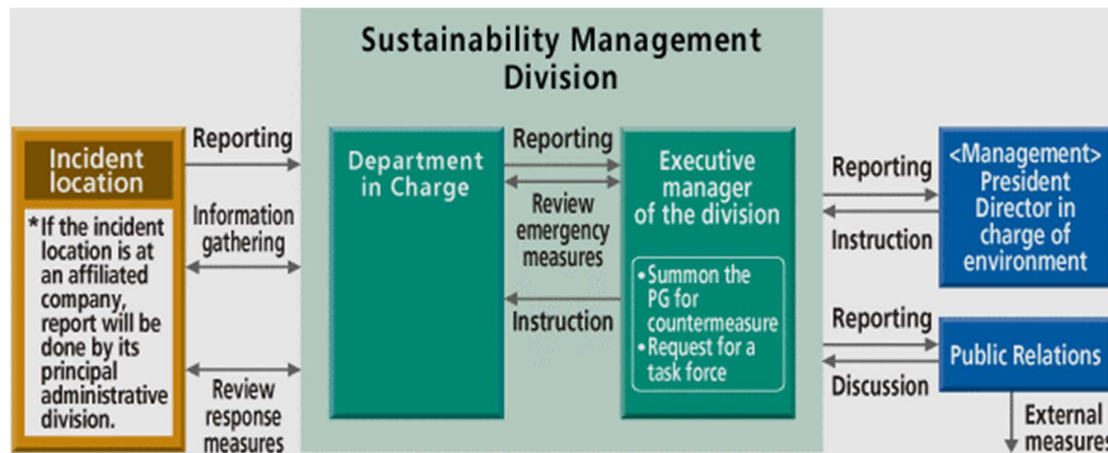 Sustainability Management
Division
Incident
location
*If the incident
location is at
an affiliated
company,
report will be
done by its
principal
administrative
division.
Reporting
Information
gathering
Review
response
measures
Department
in Charge
Reporting
Review
emergency
measures
Instruction
Executive
manager
of the division
•Summon the
PG for
countermeasure
•Request for a
task force
Reporting
Instruction
Reporting
Discussion
<Management>
President
Director in
charge of
environment
Public Relations
External
measures